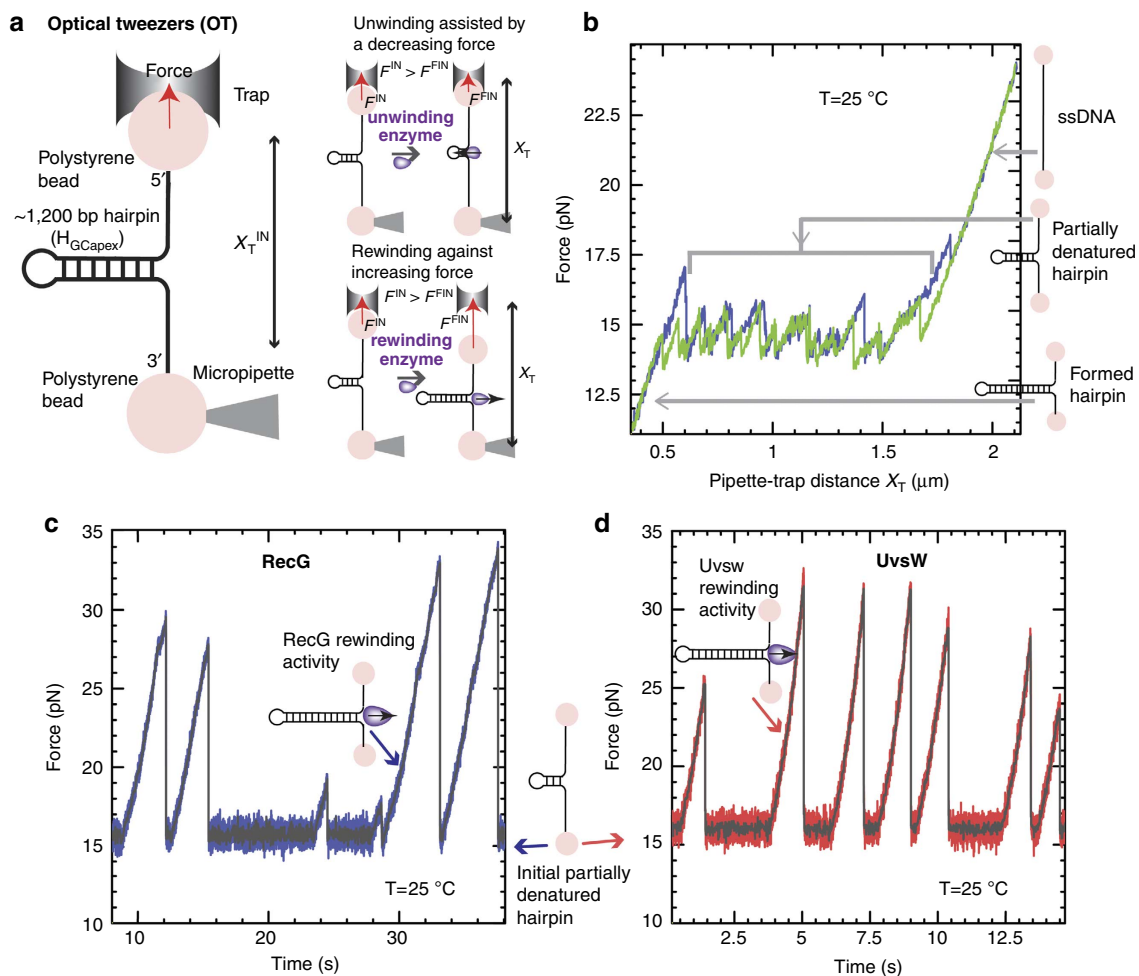 a
Optical tweezers (OT)
Force
Trap
Polystyrene
bead
5′
~1,200 bp hairpin
(H_GCapex)
X_T^IN
3′
Polystyrene
bead
Micropipette
Unwinding assisted by
a decreasing force
F^IN > F^FIN
F^IN
F^FIN
unwinding
enzyme
X_T
Rewinding against
increasing force
F^IN > F^FIN
F^IN
F^FIN
rewinding
enzyme
X_T
b
T=25 °C
22.5
20
17.5
15
12.5
Force (pN)
0.5 1 1.5 2
Pipette-trap distance X_T (μm)
ssDNA
Partially
denatured
hairpin
Formed
hairpin
c
RecG
RecG rewinding
activity
35
30
25
20
15
10
Force (pN)
T=25 °C
10 20 30
Time (s)
Initial partially
denatured
hairpin
d
UvsW
Uvsw
rewinding
activity
35
30
25
20
15
10
Force (pN)
T=25 °C
2.5 5 7.5 10 12.5
Time (s)